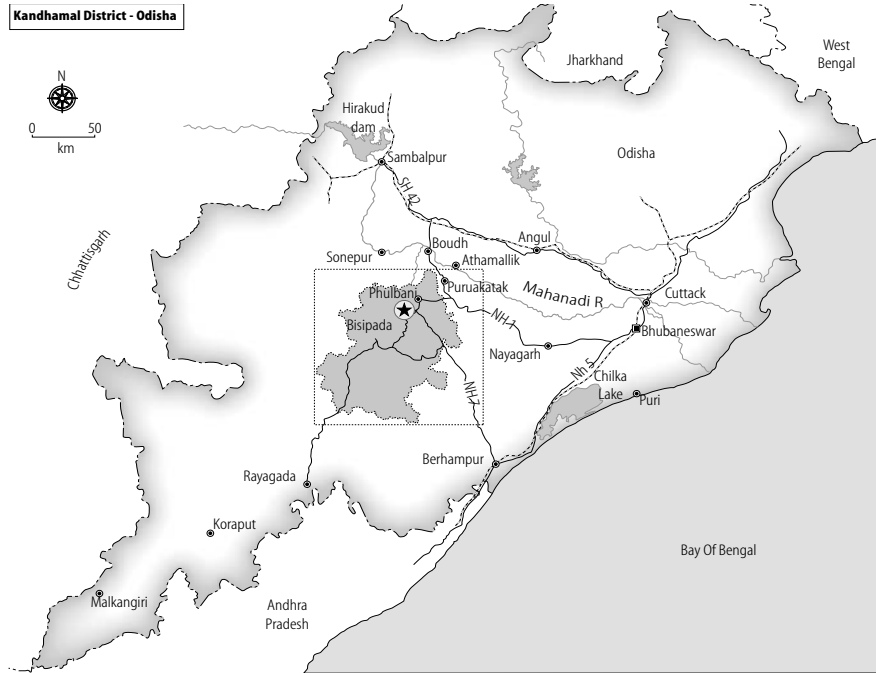 Kandhamal District - Odisha
Jharkhand
West
Bengal
N
0 50
km
Hirakud
dam
Odisha
Sambalpur
SH 42
Chhattisgarh
Boudh
Angul
Sonepur
Athamallik
Puruakatak
Mahanadi R
Cuttack
Phulbani
Bisipada
NH 1
Bhubaneswar
Nayagarh
Nh 5
Chilka
Lake
Puri
NH 7
Berhampur
Rayagada
Koraput
Bay Of Bengal
Malkangiri
Andhra
Pradesh